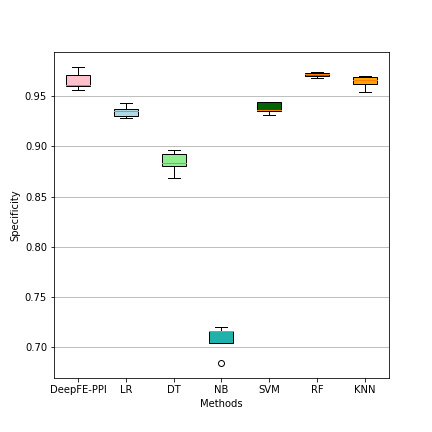 0.95
0.90
0.85
0.80
0.75
0.70
Specificity
DeepFE-PPI LR DT NB SVM RF KNN
Methods